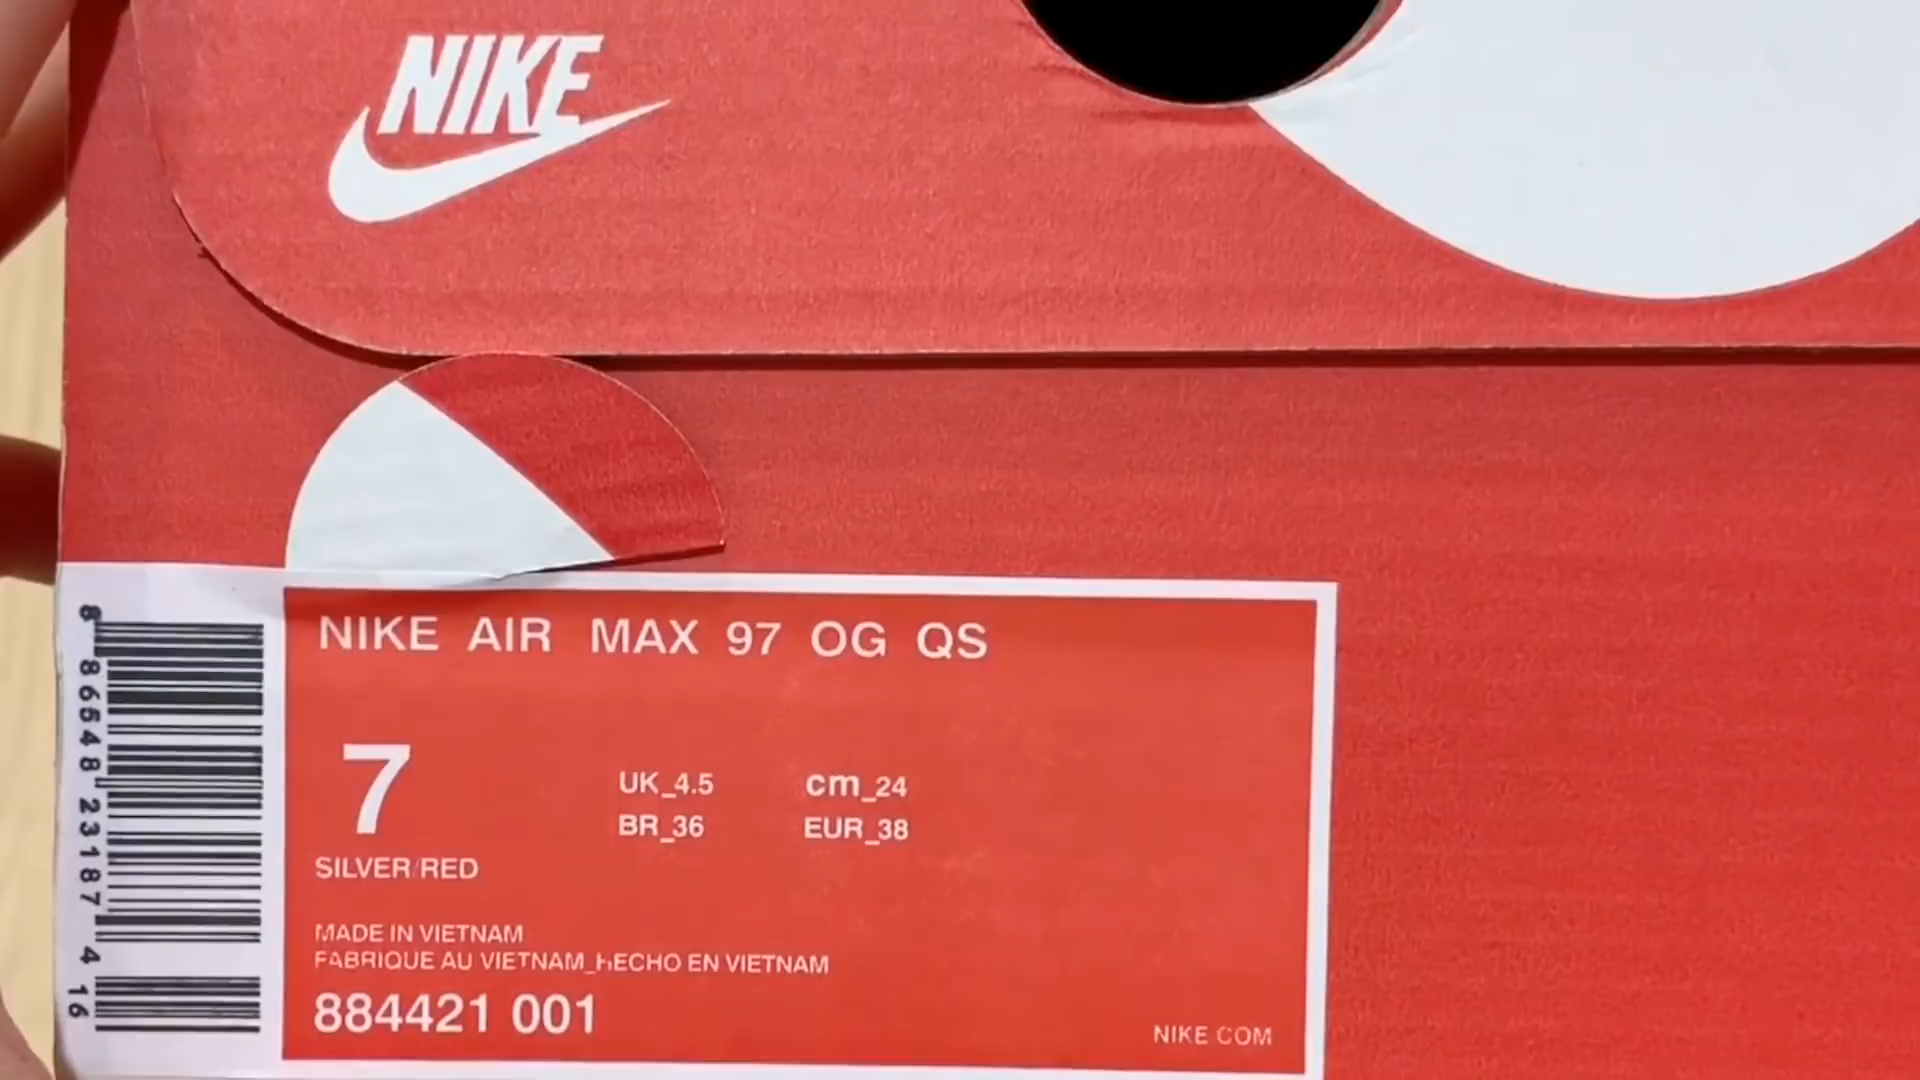 NIKE
NIKE AIR MAX 97 OG QS
7
UK_4.5 cm_24
BR_36 EUR_38
SILVER/RED
MADE IN VIETNAM
FABRIQUE AU VIETNAM_HECHO EN VIETNAM
884421 001
NIKE.COM
8 86548 23187 4 16